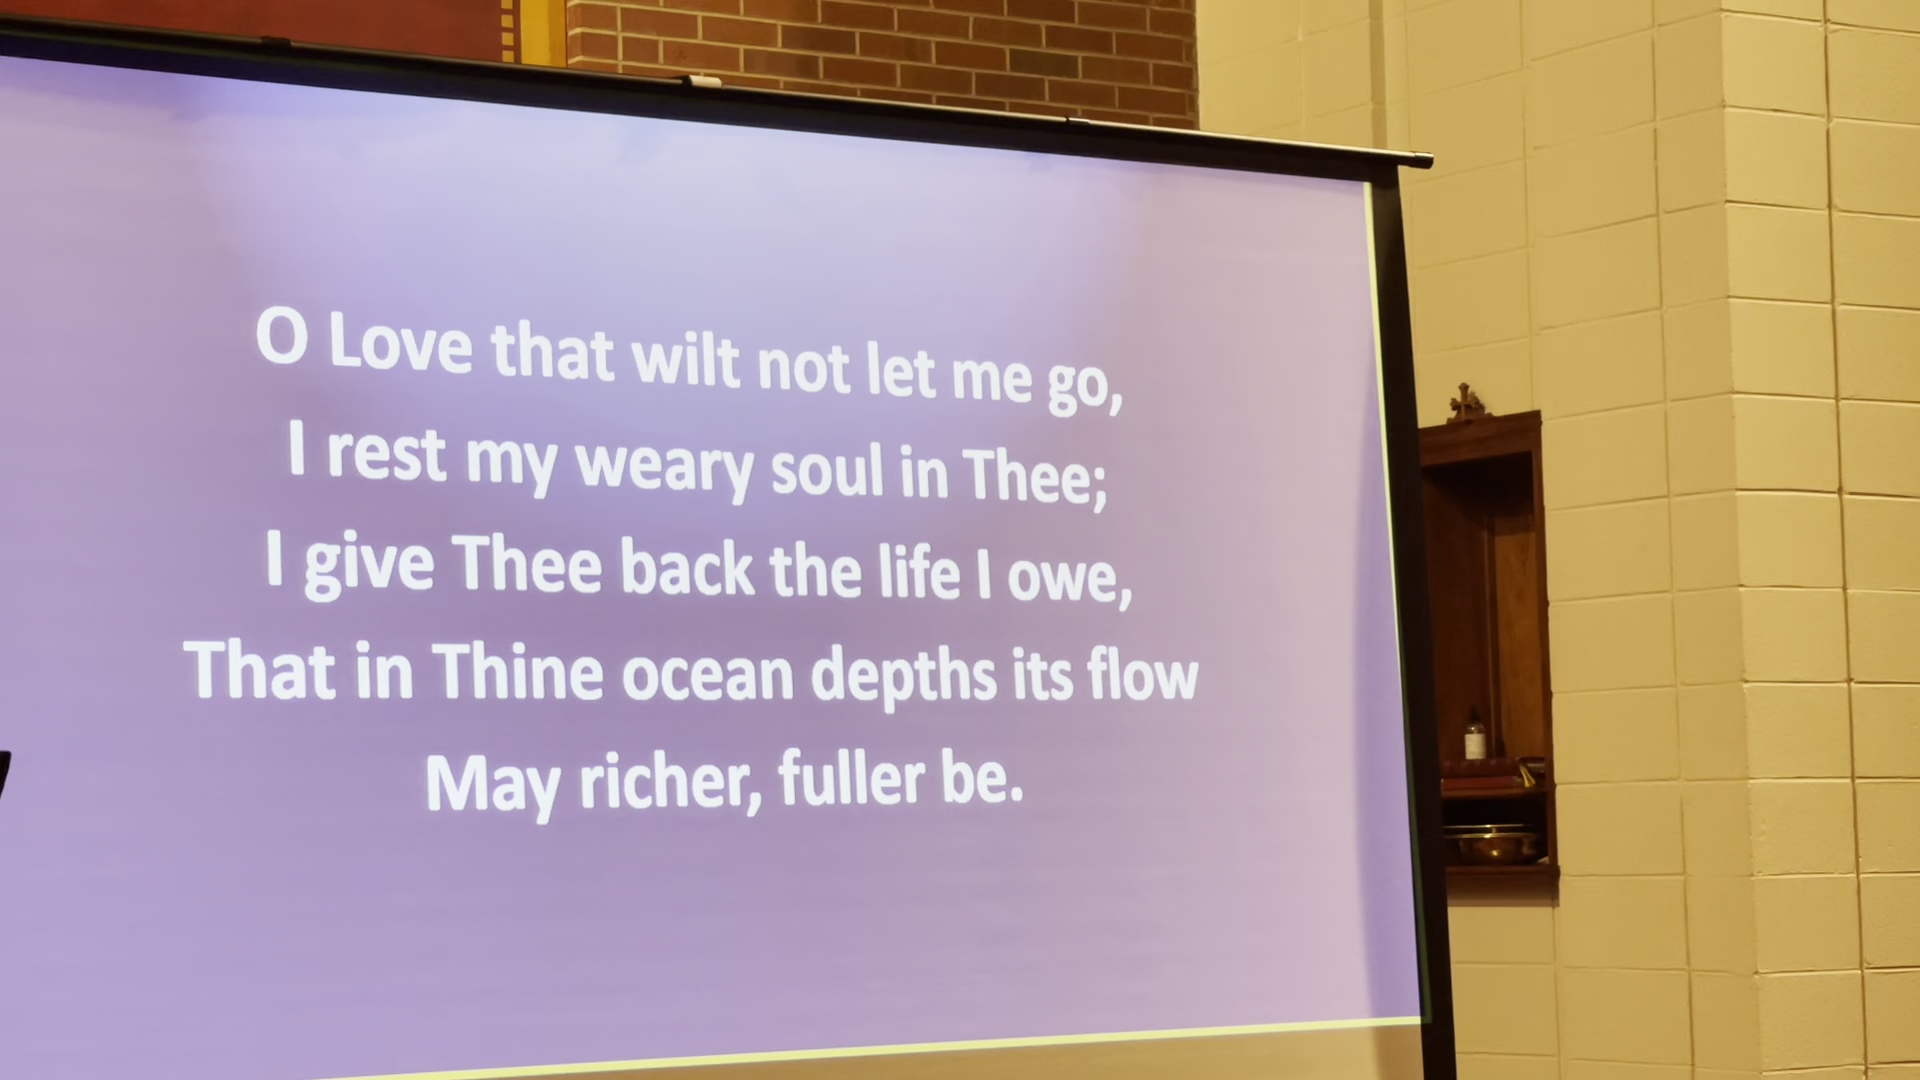 O Love that wilt not let me go,
I rest my weary soul in Thee;
I give Thee back the life I owe,
That in Thine ocean depths its flow
May richer, fuller be.